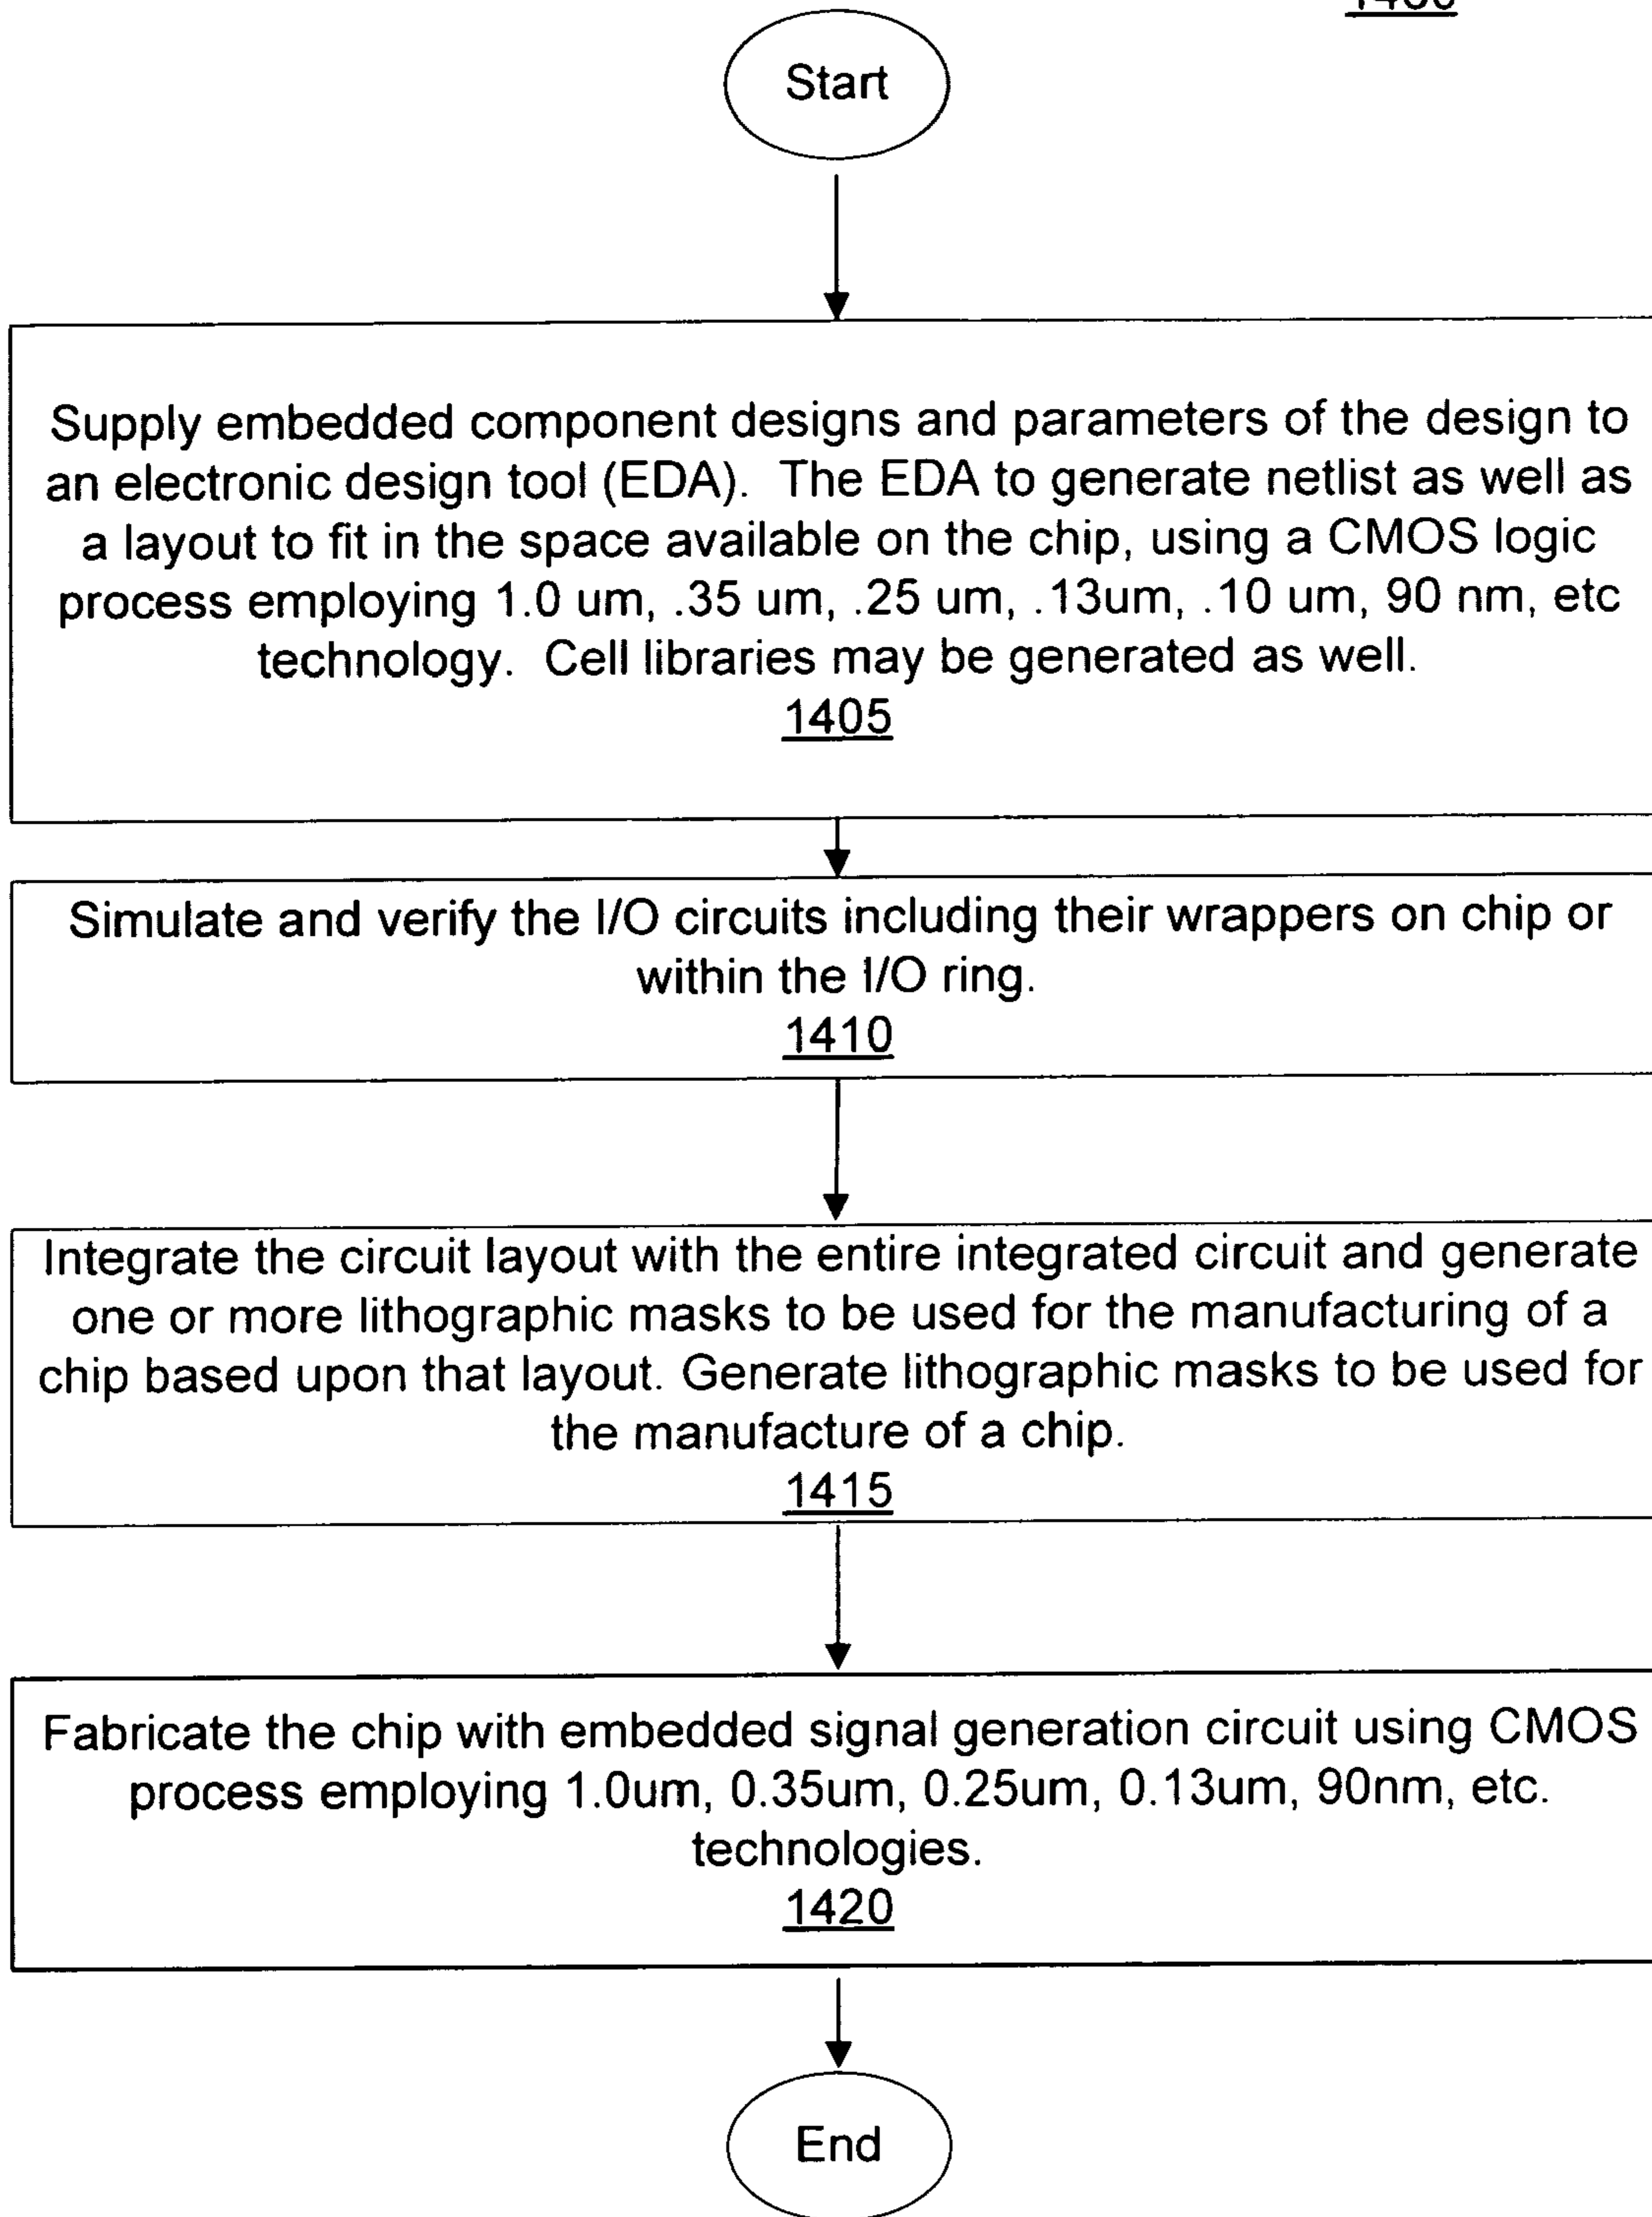 Start
Supply embedded component designs and parameters of the design to
an electronic design tool (EDA).  The EDA to generate netlist as well as
a layout to fit in the space available on the chip, using a CMOS logic
process employing 1.0 um, .35 um, .25 um, .13um, .10 um, 90 nm, etc
technology.  Cell libraries may be generated as well.
1405
Simulate and verify the I/O circuits including their wrappers on chip or
within the I/O ring.
1410
Integrate the circuit layout with the entire integrated circuit and generate
one or more lithographic masks to be used for the manufacturing of a
chip based upon that layout. Generate lithographic masks to be used for
the manufacture of a chip.
1415
Fabricate the chip with embedded signal generation circuit using CMOS
process employing 1.0um, 0.35um, 0.25um, 0.13um, 90nm, etc.
technologies.
1420
End